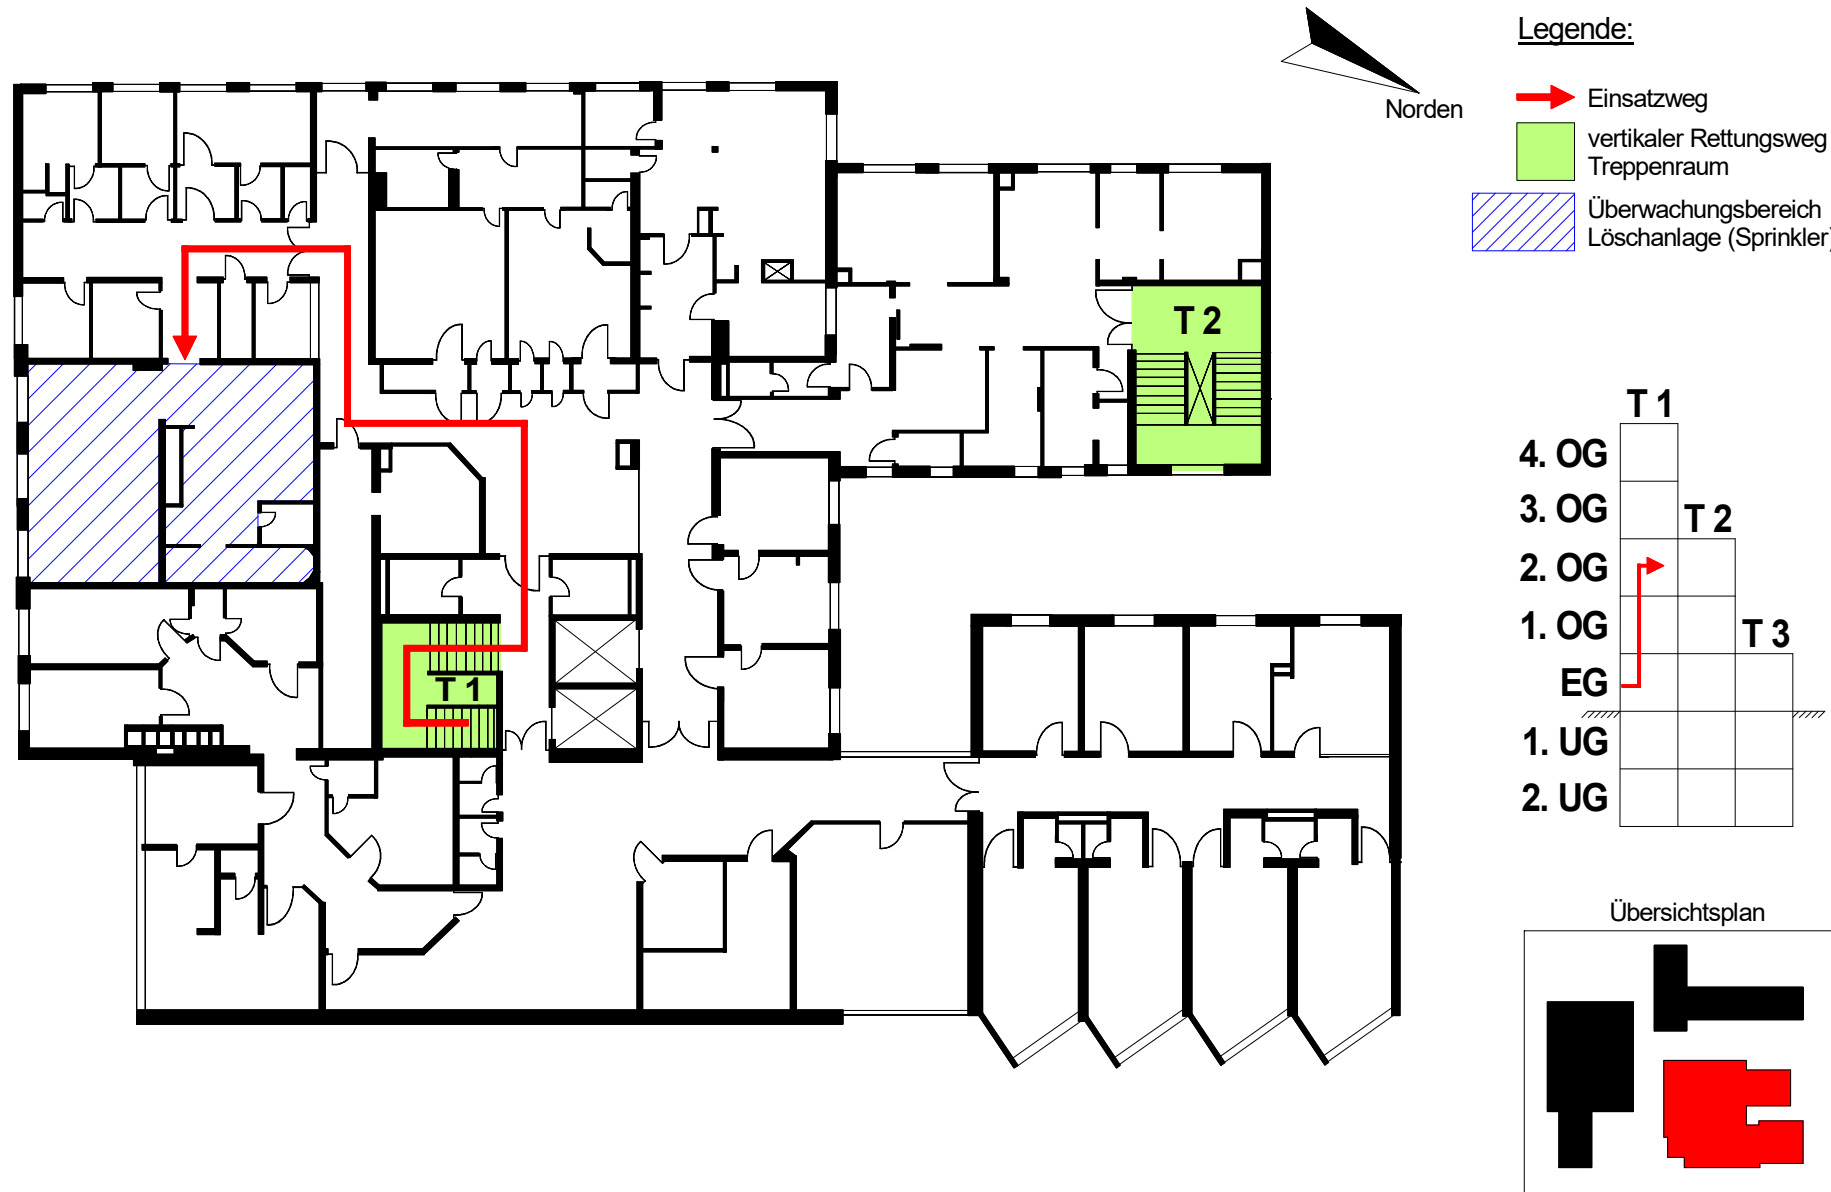 Legende:
Norden
Einsatzweg
vertikaler Rettungsweg
Treppenraum
Überwachungsbereich
Löschanlage (Sprinkler)
T 2
T 1
T 1
4. OG
3. OG
T 2
2. OG
1. OG
T 3
EG
1. UG
2. UG
Übersichtsplan